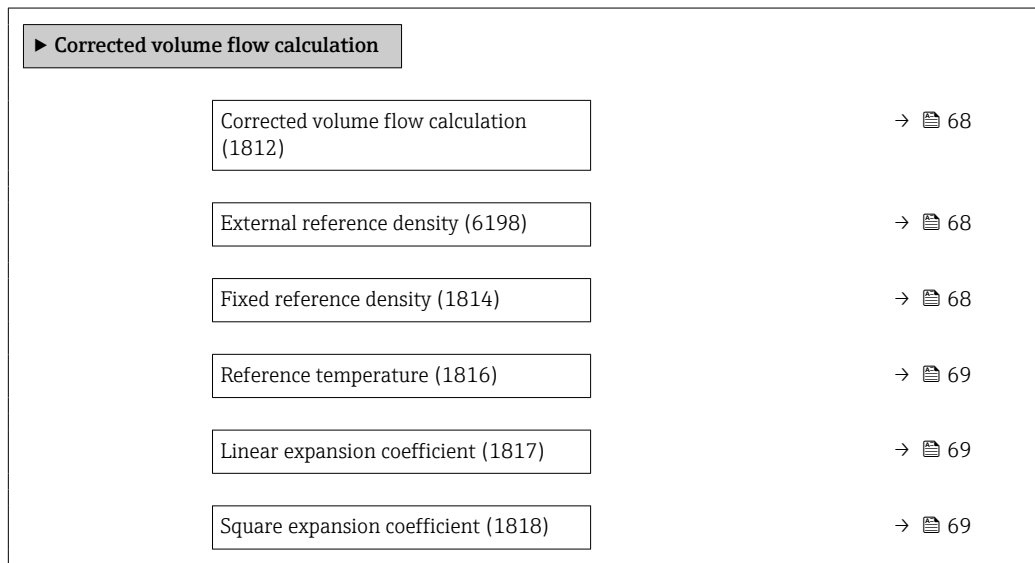 ► Corrected volume flow calculation
Corrected volume flow calculation → 68
(1812)
External reference density (6198) → 68
Fixed reference density (1814) → 68
Reference temperature (1816) → 69
Linear expansion coefficient (1817) → 69
Square expansion coefficient (1818) → 69